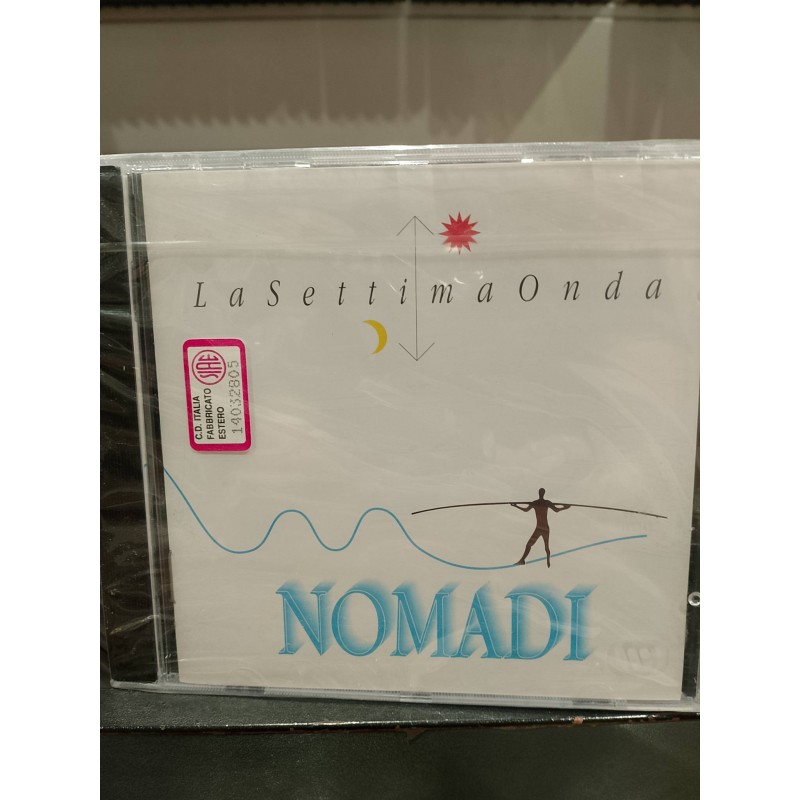 LaSettimaOnda
SIAE
C.D. ITALIA
FABBRICATO
ESTERO
14032805
NOMADI